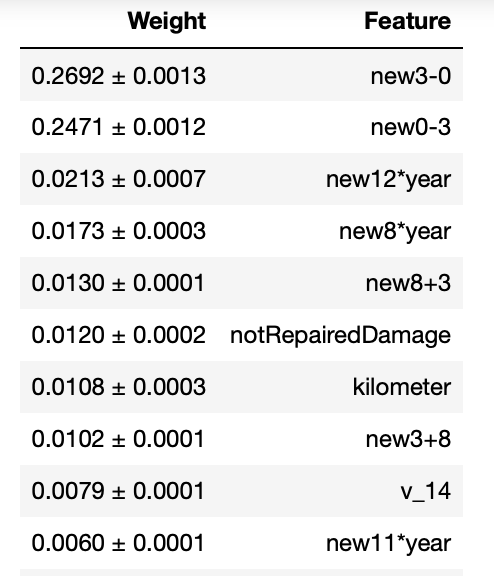 Weight Feature
0.2692 ± 0.0013 new3-0
0.2471 ± 0.0012 new0-3
0.0213 ± 0.0007 new12*year
0.0173 ± 0.0003 new8*year
0.0130 ± 0.0001 new8+3
0.0120 ± 0.0002 notRepairedDamage
0.0108 ± 0.0003 kilometer
0.0102 ± 0.0001 new3+8
0.0079 ± 0.0001 v_14
0.0060 ± 0.0001 new11*year